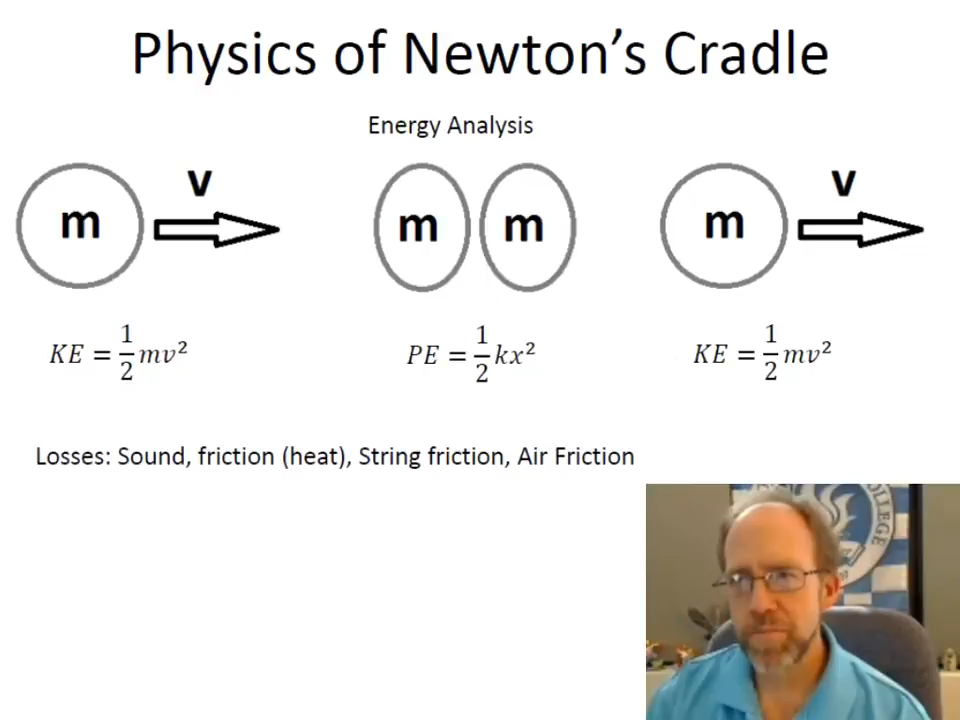 Physics of Newton's Cradle
Energy Analysis
v
m
m m
v
m
KE = 1/2 mv²
PE = 1/2 kx²
KE = 1/2 mv²
Losses: Sound, friction (heat), String friction, Air Friction
LLEGE